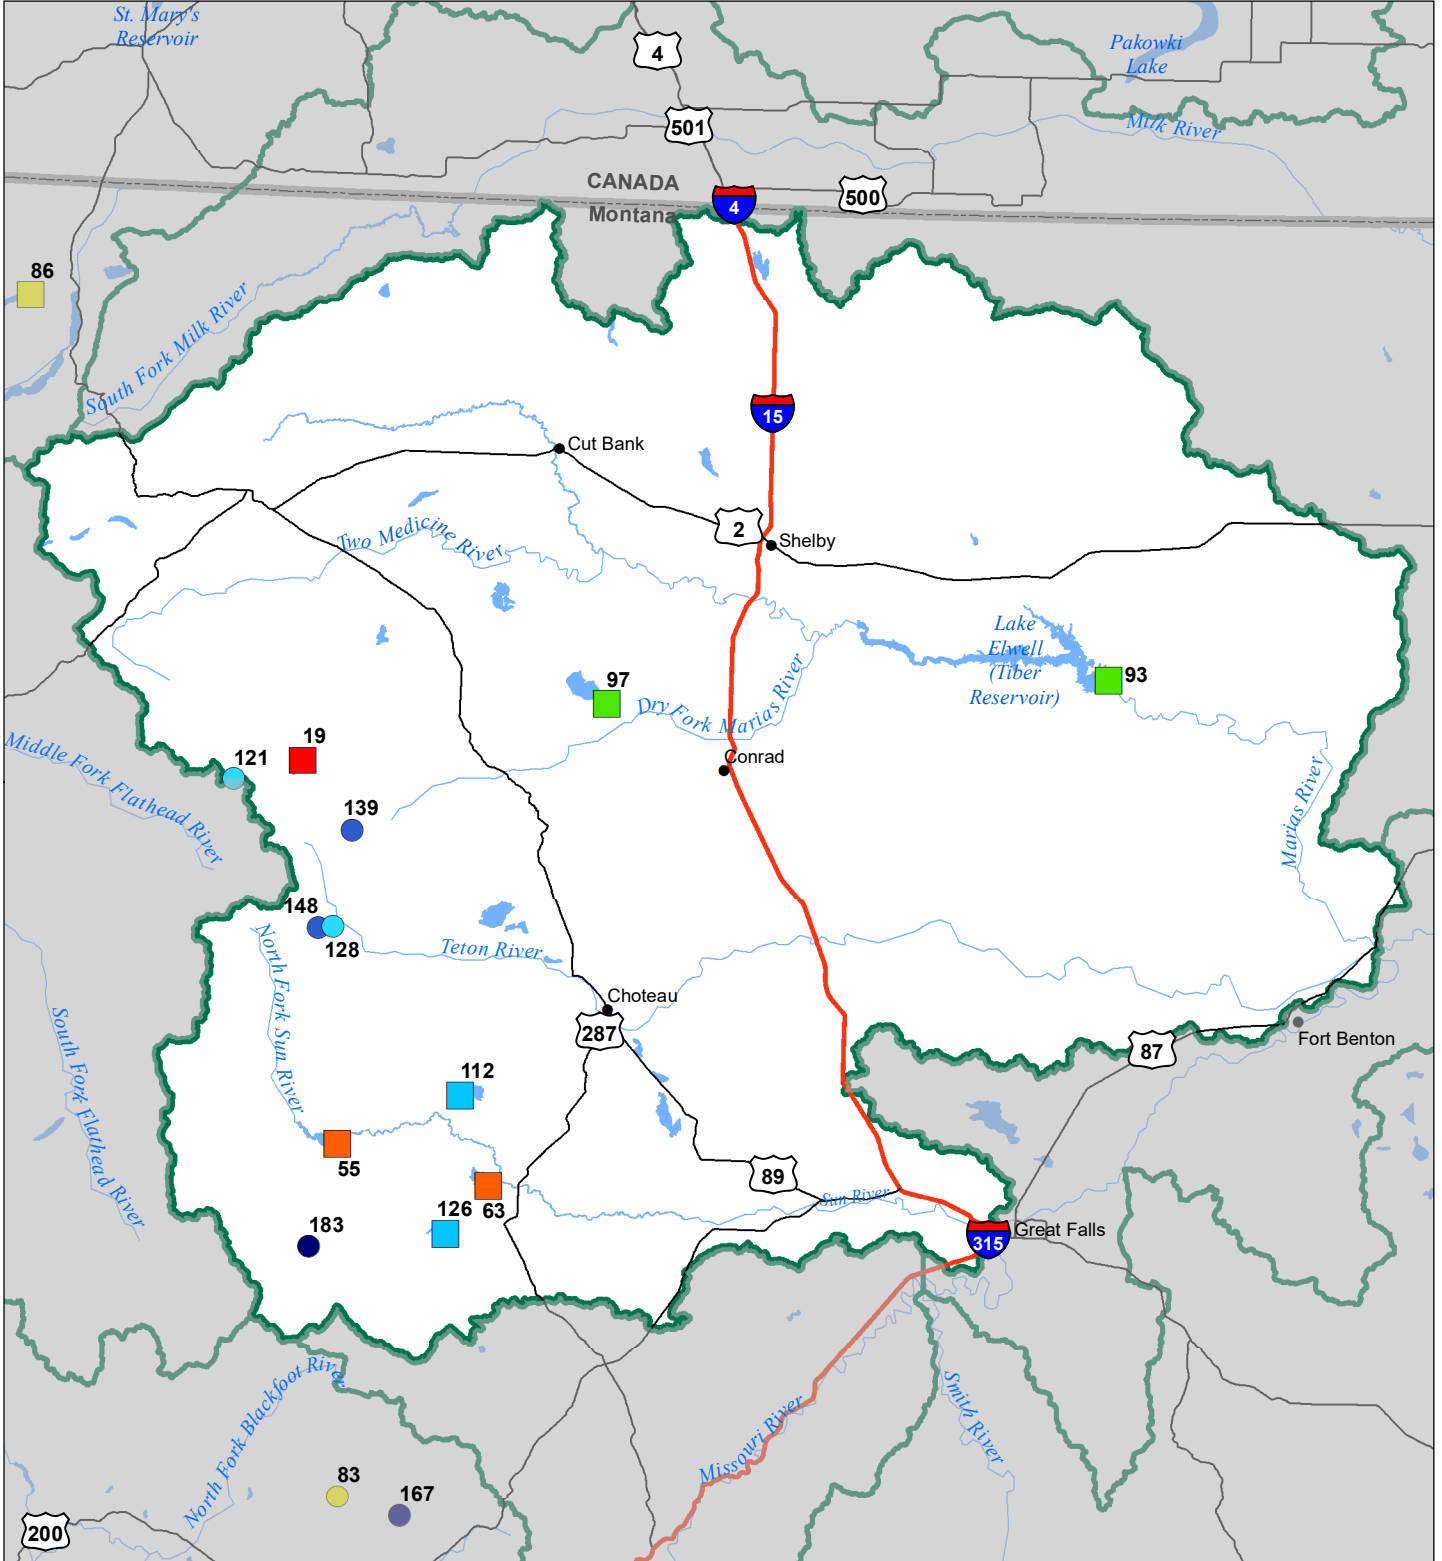 St. Mary's
Reservoir
4
Pakowki
Lake
501
Milk River
CANADA
Montana
4
500
86
South Fork Milk River
15
Cut Bank
2
Shelby
Two Medicine River
Lake
Elwell
(Tiber
Reservoir)
93
97
Dry Fork Marias River
19
121
Middle Fork Flathead River
Conrad
139
Marias River
148
128
North Fork Sun River
Teton River
Choteau
287
South Fork Flathead River
87
Fort Benton
112
55
89
63
Sun River
126
183
315
Great Falls
North Fork Blackfoot River
Missouri River
Smith River
83
167
200